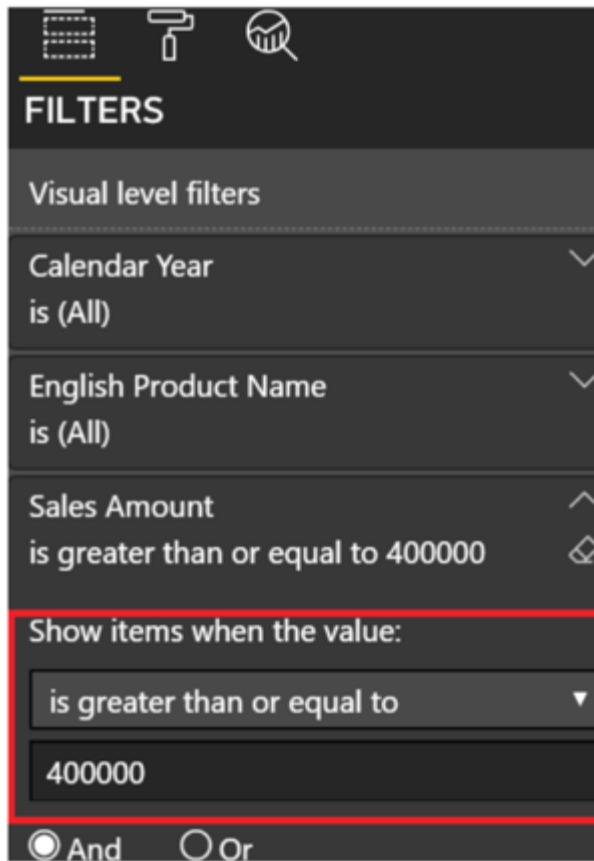 FILTERS
Visual level filters
Calendar Year
is (All)
English Product Name
is (All)
Sales Amount
is greater than or equal to 400000
Show items when the value:
is greater than or equal to
400000
And Or